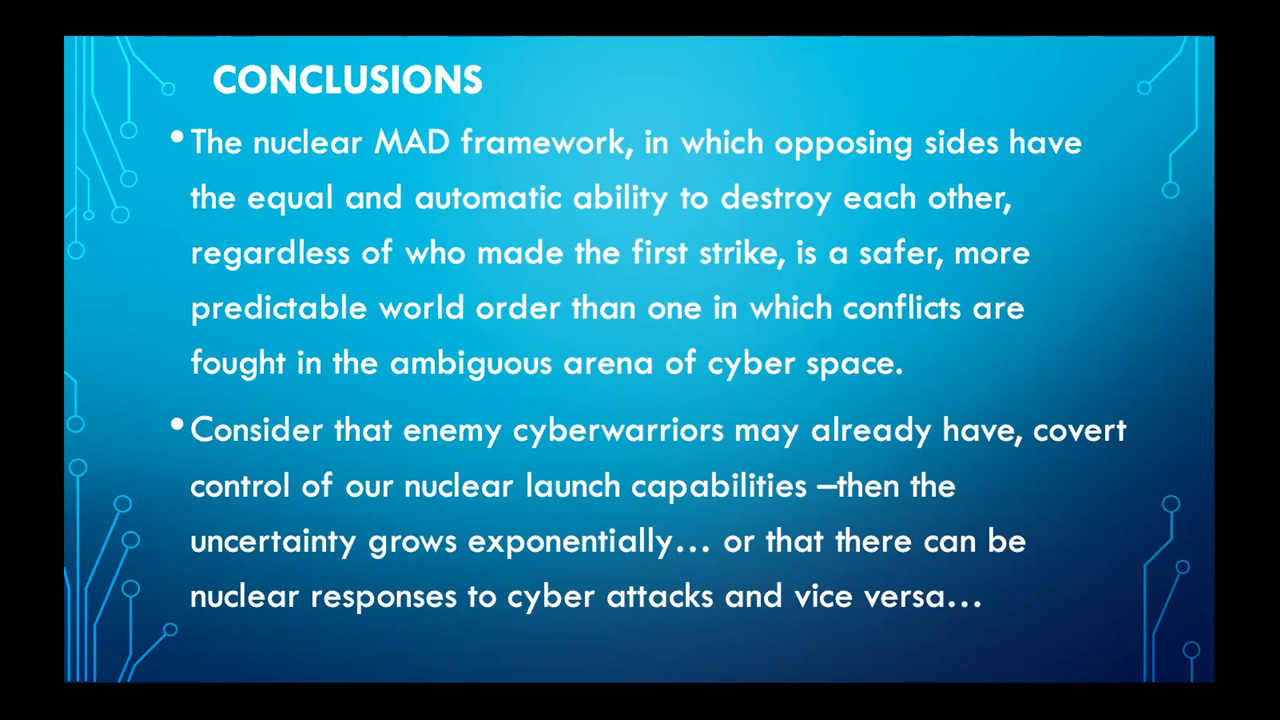 CONCLUSIONS
•The nuclear MAD framework, in which opposing sides have
the equal and automatic ability to destroy each other,
regardless of who made the first strike, is a safer, more
predictable world order than one in which conflicts are
fought in the ambiguous arena of cyber space.
•Consider that enemy cyberwarriors may already have, covert
control of our nuclear launch capabilities –then the
uncertainty grows exponentially… or that there can be
nuclear responses to cyber attacks and vice versa…